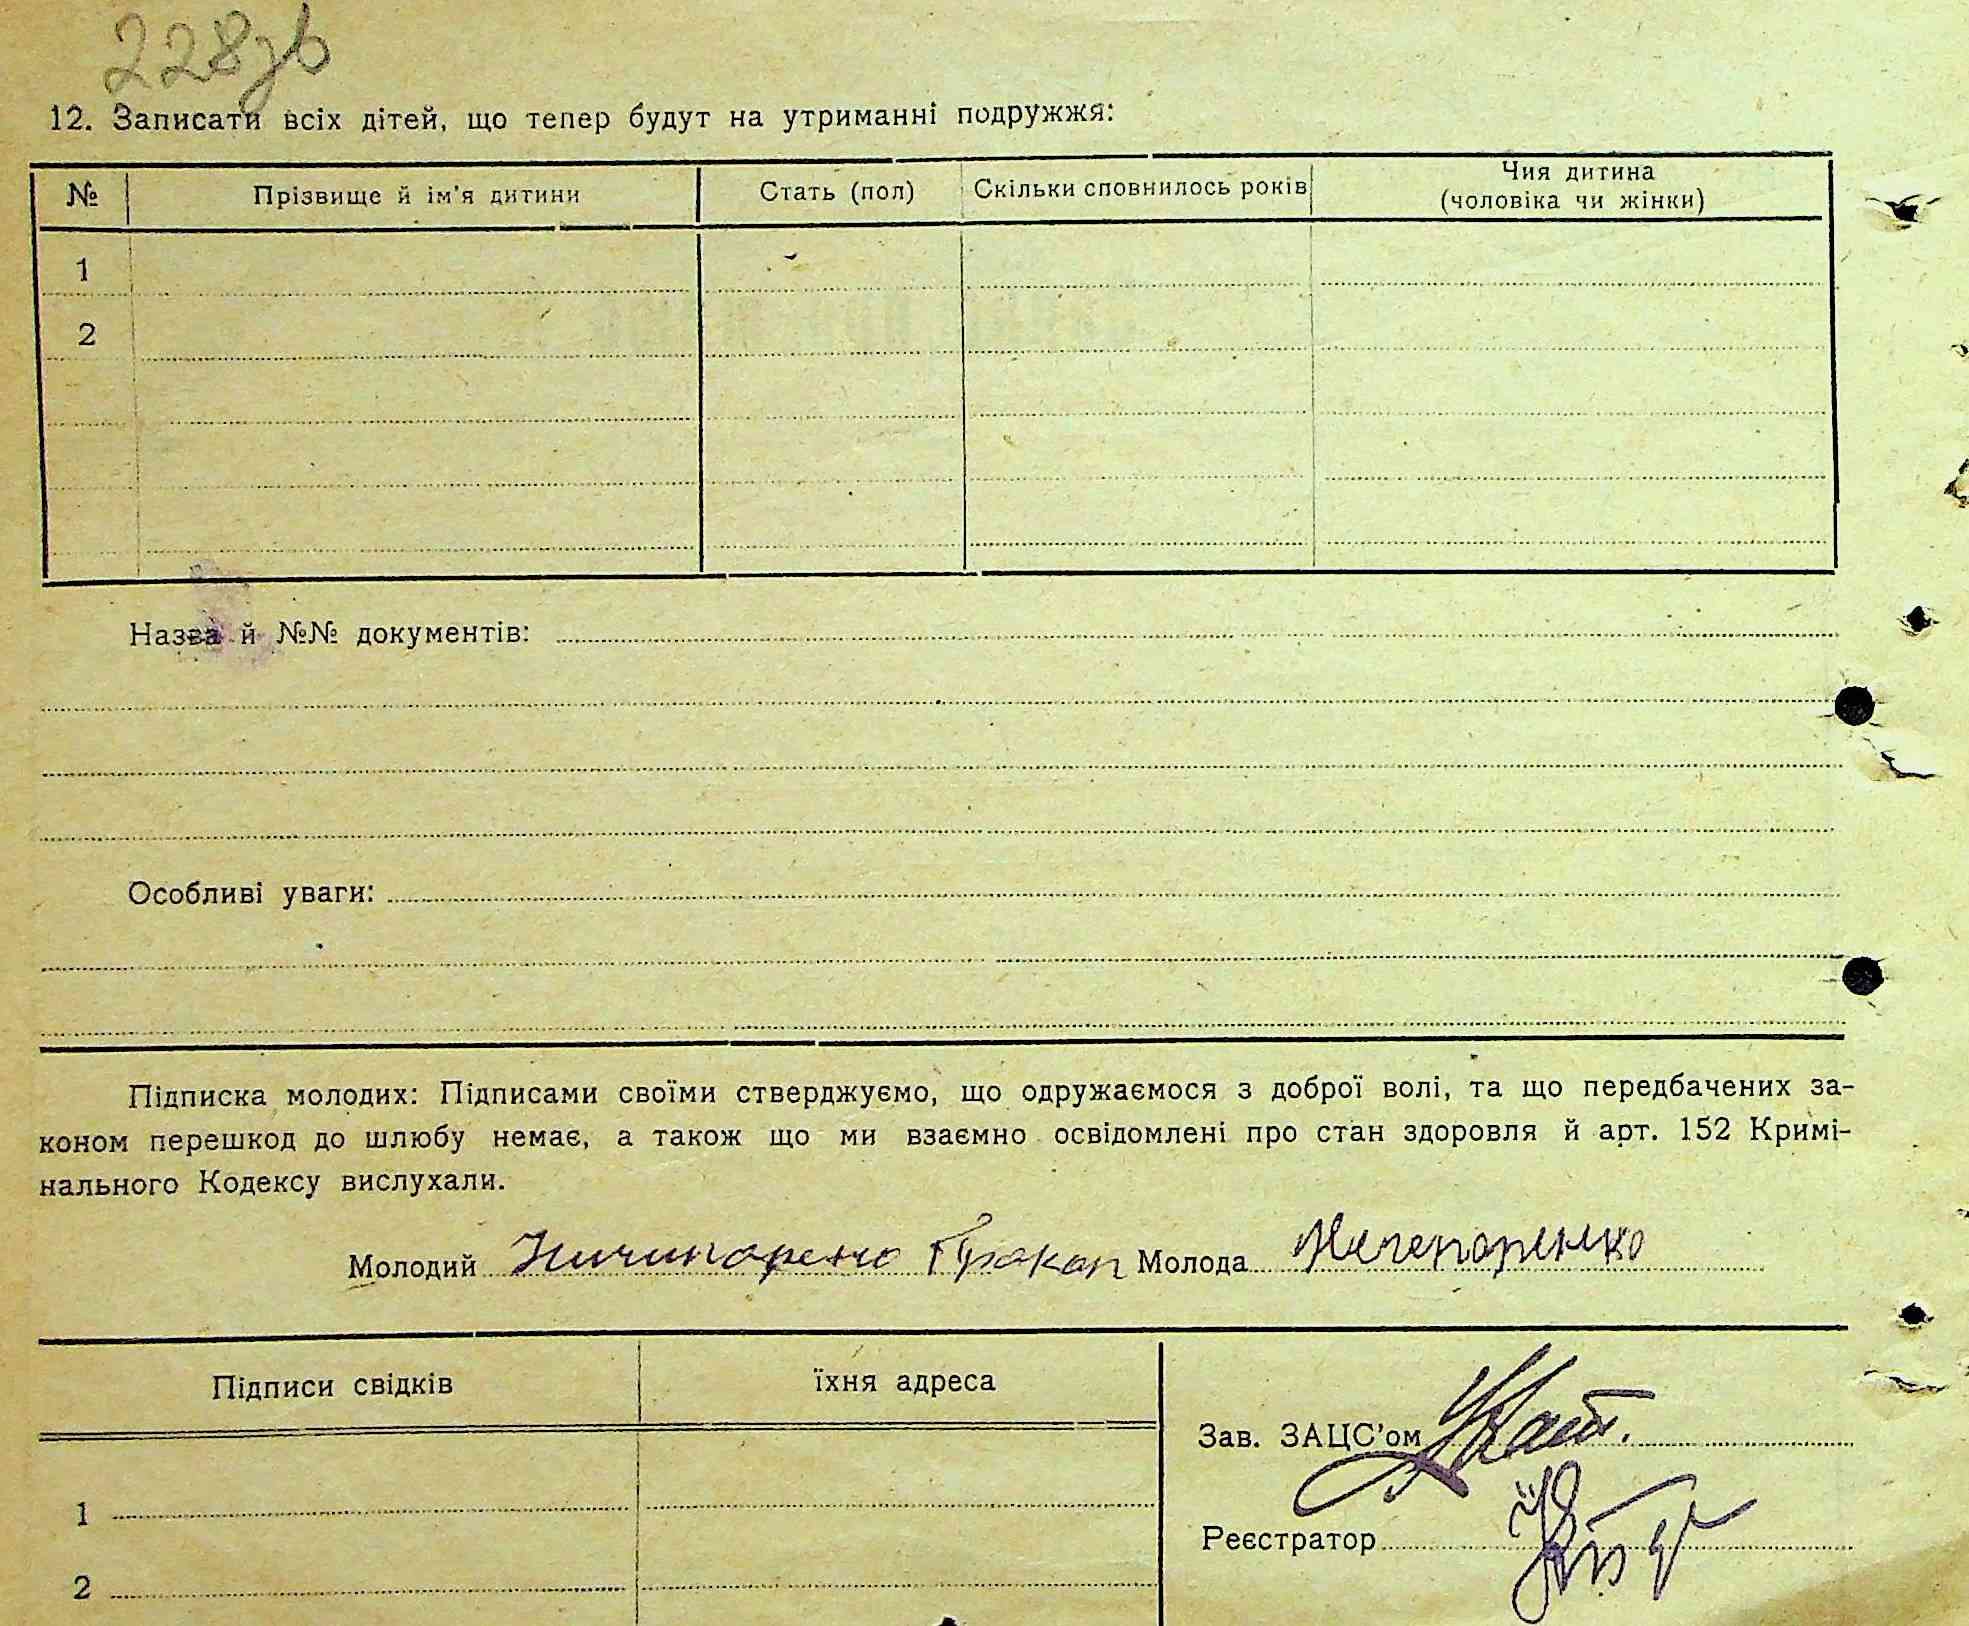 228зв
12. Записати всіх дітей, що тепер будут на утриманні подружжя:
№ Прізвище й ім'я дитини Стать (пол) Скільки сповнилось років Чия дитина (чоловіка чи жінки)
1
2
Назва й №№ документів:
Особливі уваги:
Підписка молодих: Підписами своїми стверджуємо, що одружаємося з доброї волі, та що передбачених за-
коном перешкод до шлюбу немає, а також що ми взаємно освідомлені про стан здоровля й арт. 152 Кримі-
нального Кодексу вислухали.
Молодий Ничипорено Пракоп Молода Нечепоренко
Підписи свідків їхня адреса
Зав. ЗАЦС'ом
Реєстратор
1
2